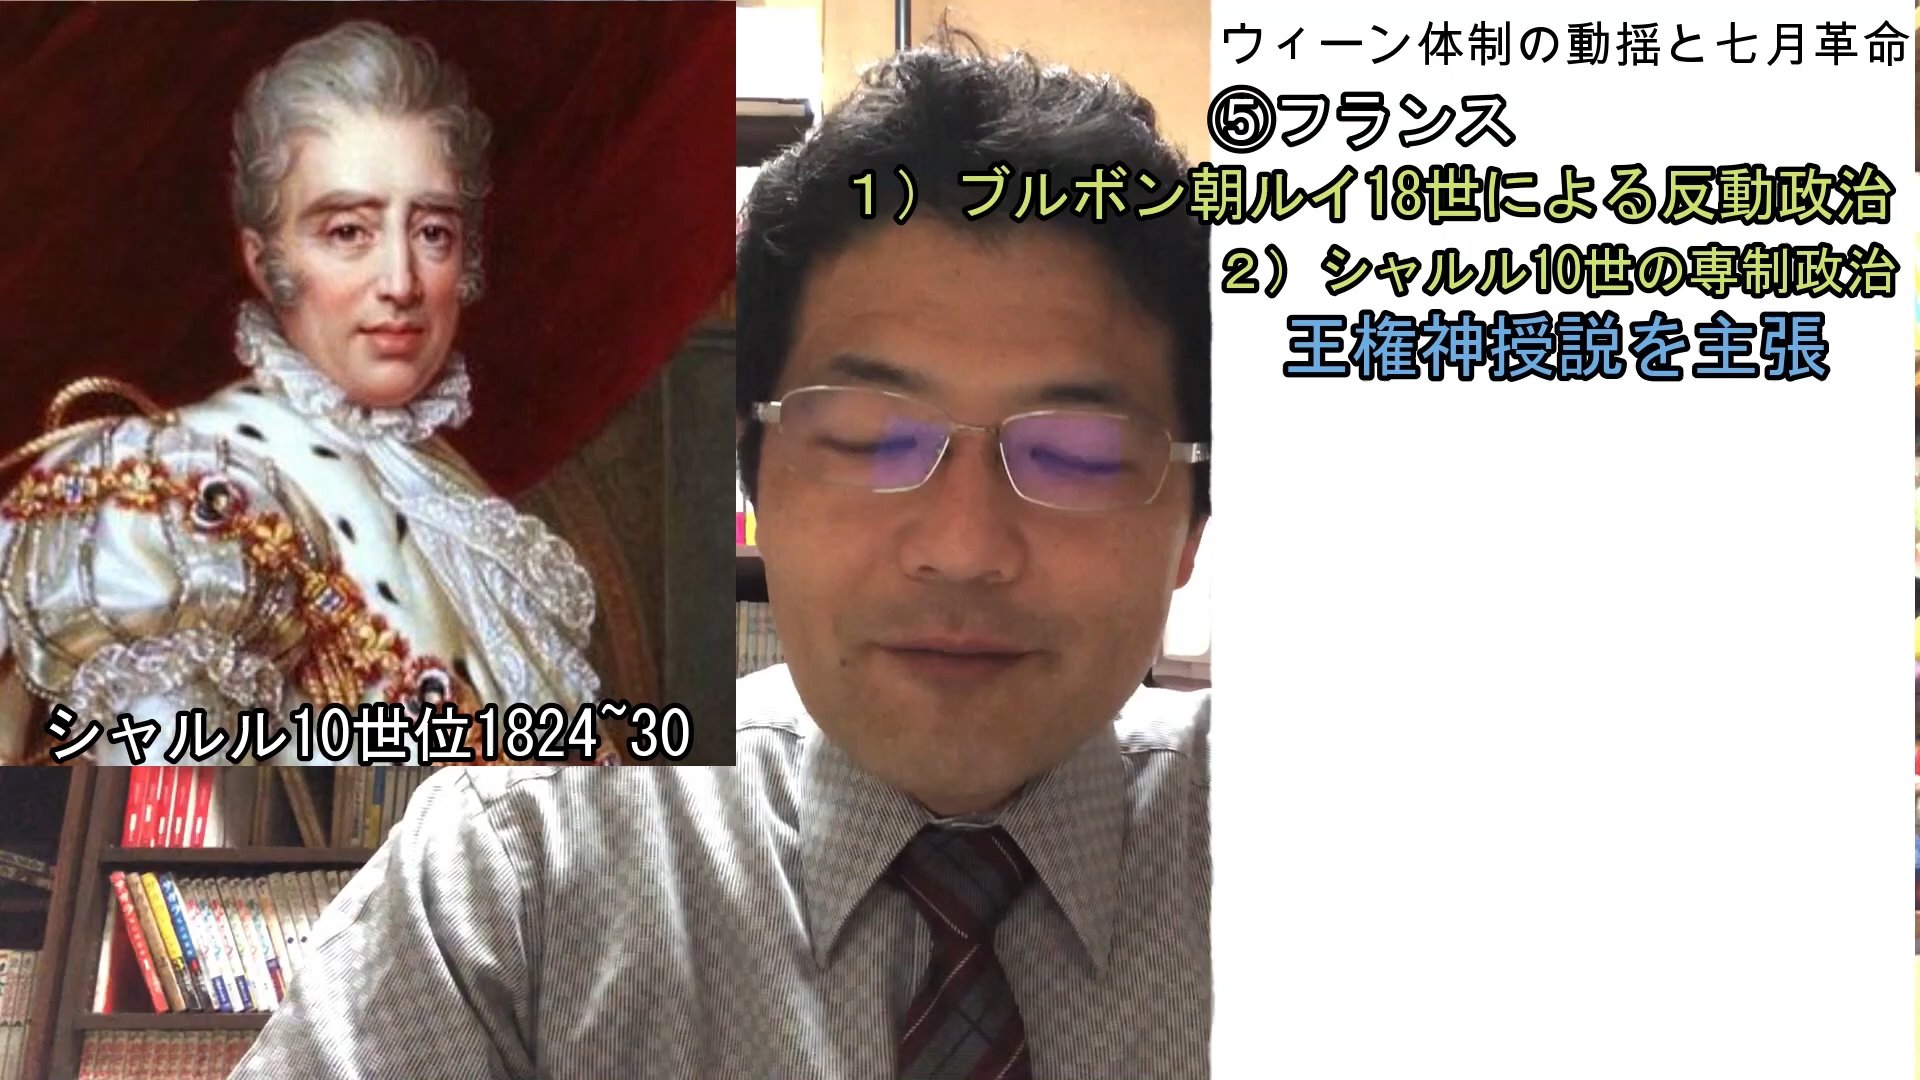 ウィーン体制の動揺と七月革命
⑤フランス
１）ブルボン朝ルイ18世による反動政治
２）シャルル10世の専制政治
王権神授説を主張
シャルル10世位1824~30